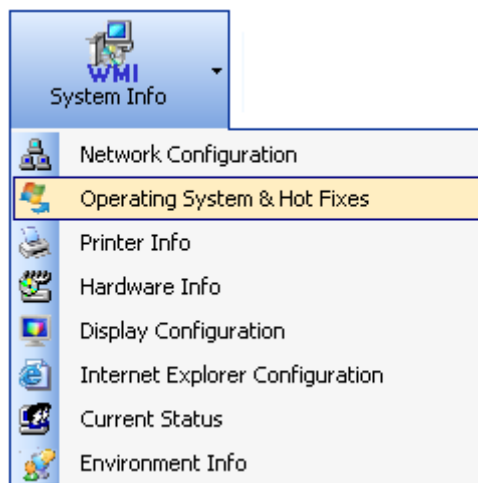 WMI
System Info
Network Configuration
Operating System & Hot Fixes
Printer Info
Hardware Info
Display Configuration
Internet Explorer Configuration
Current Status
Environment Info